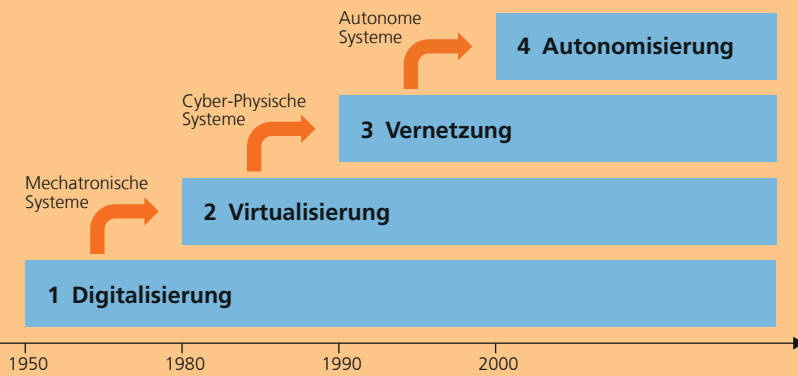 Autonome
Systeme
4 Autonomisierung
Cyber-Physische
Systeme
3 Vernetzung
Mechatronische
Systeme
2 Virtualisierung
1 Digitalisierung
1950
1980
1990
2000